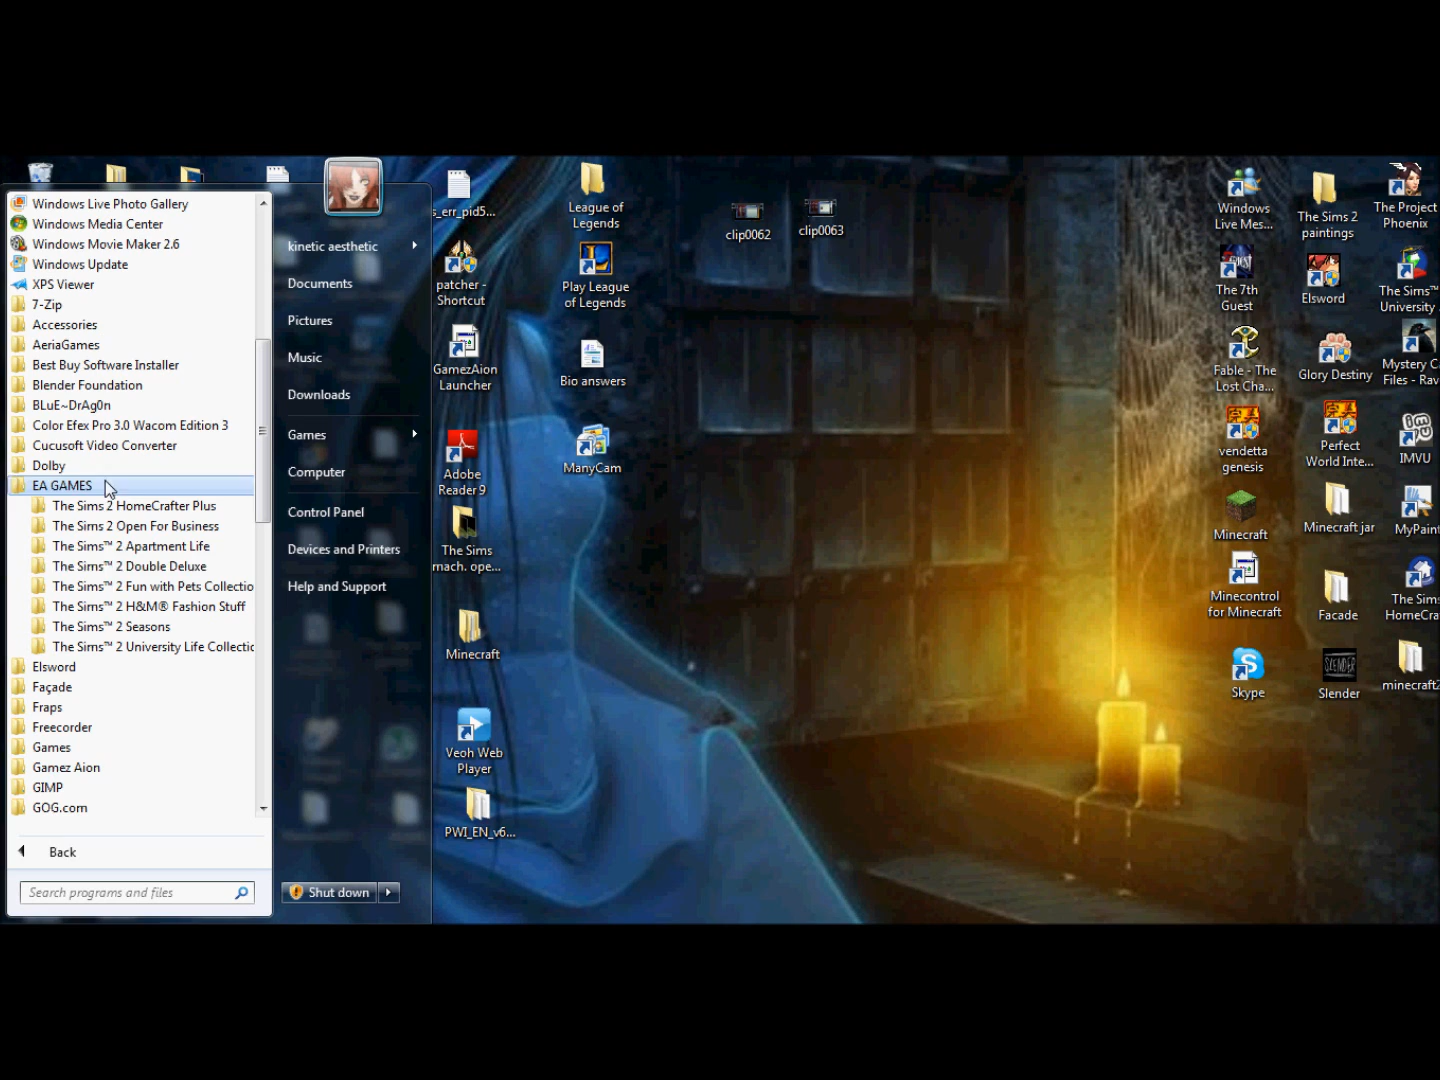 Windows Live Photo Gallery
Windows Media Center
Windows Movie Maker 2.6
Windows Update
XPS Viewer
7-Zip
Accessories
AeriaGames
Best Buy Software Installer
Blender Foundation
BLuE~DrAg0n
Color Efex Pro 3.0 Wacom Edition 3
Cucusoft Video Converter
Dolby
EA GAMES
The Sims 2 HomeCrafter Plus
The Sims 2 Open For Business
The Sims™ 2 Apartment Life
The Sims™ 2 Double Deluxe
The Sims™ 2 Fun with Pets Collectio
The Sims™ 2 H&M® Fashion Stuff
The Sims™ 2 Seasons
The Sims™ 2 University Life Collectic
Elsword
Façade
Fraps
Freecorder
Games
Gamez Aion
GIMP
GOG.com
Back
Search programs and files
kinetic aesthetic
Documents
Pictures
Music
Downloads
Games
Computer
Control Panel
Devices and Printers
Help and Support
Shut down
s_err_pid5...
patcher -
Shortcut
GamezAion
Launcher
Adobe
Reader 9
The Sims
mach. ope...
Minecraft
Veoh Web
Player
PWI_EN_v6...
League of
Legends
Play League
of Legends
Bio answers
ManyCam
clip0062
clip0063
Windows
Live Mes...
The 7th
Guest
Fable - The
Lost Cha...
vendetta
genesis
Minecraft
Minecontrol
for Minecraft
Skype
The Sims 2
paintings
Elsword
Glory Destiny
Perfect
World Inte...
Minecraft jar
Facade
SLENDER
Slender
The Project
Phoenix
The Sims™
University
Mystery C
Files - Rav
IMVU
MyPaint
The Sims
HomeCra
minecraft2